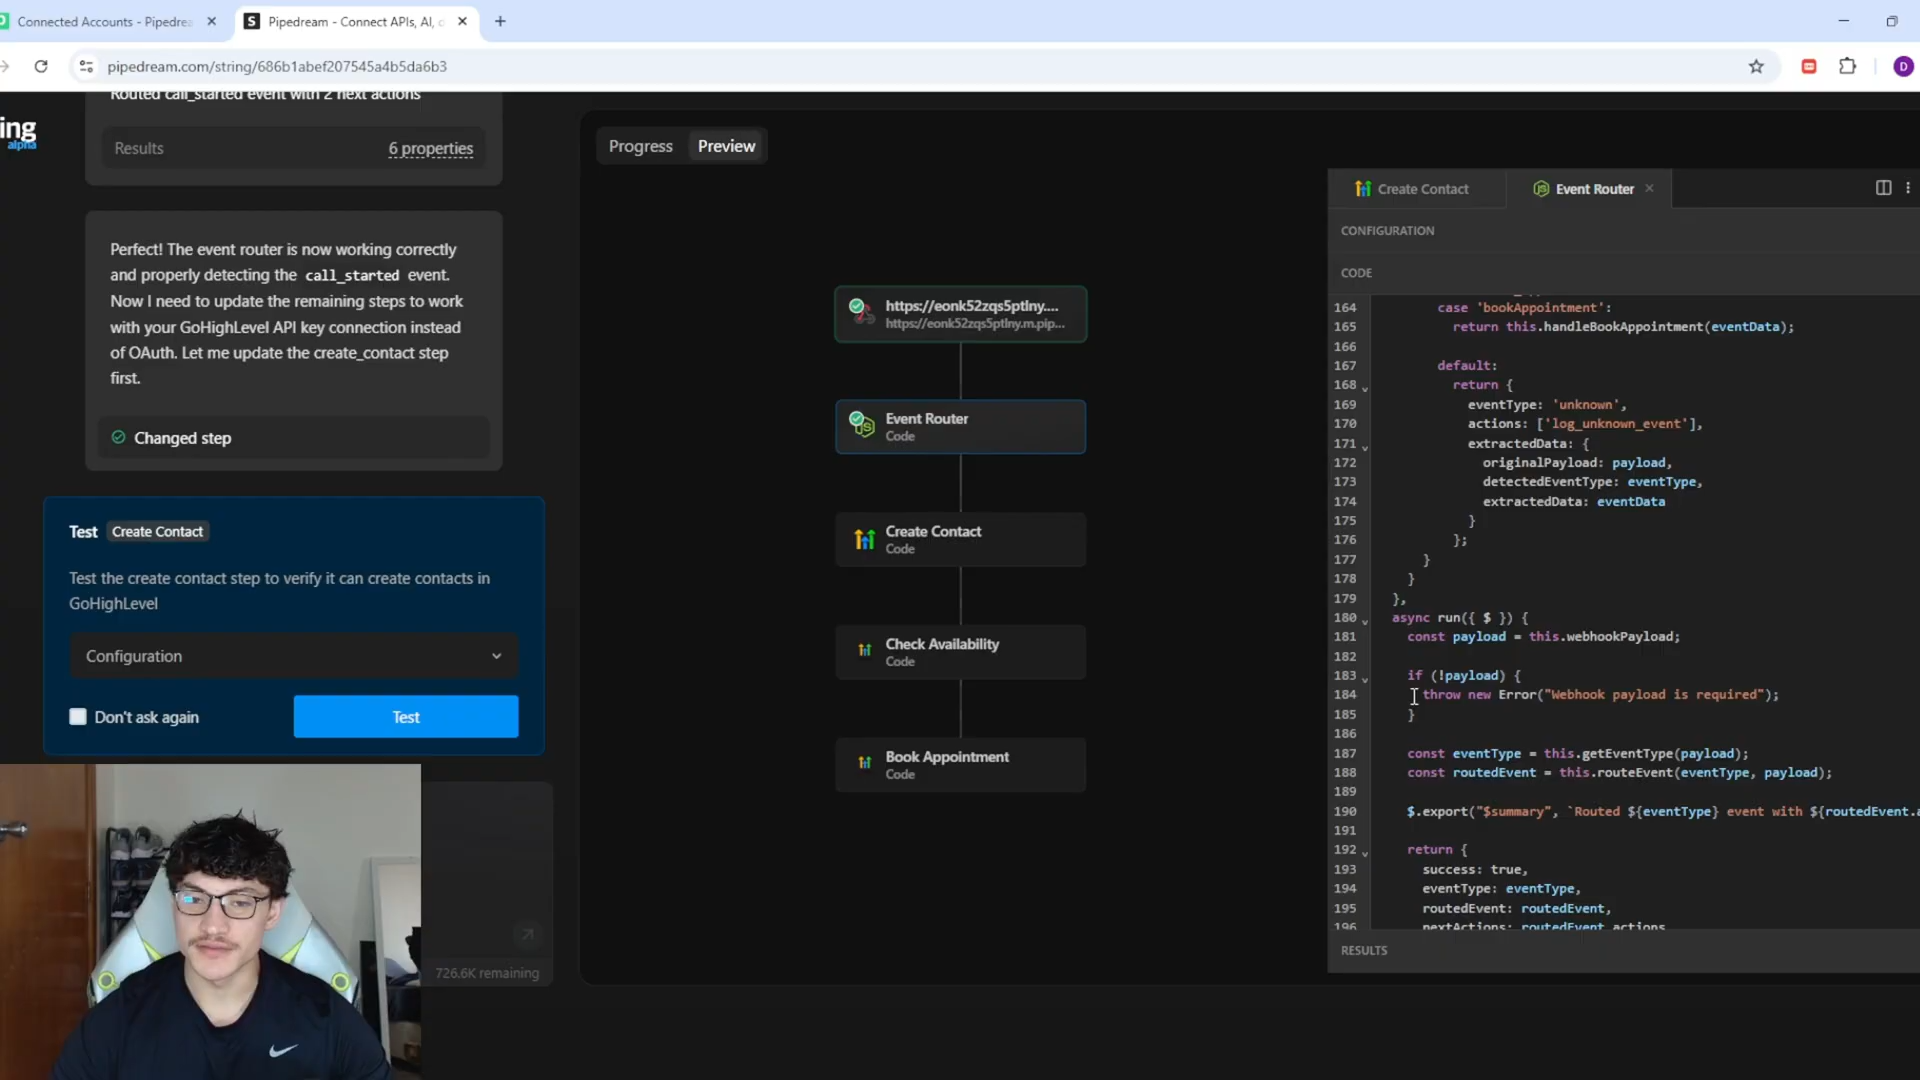 Connected Accounts - Pipedrea
Pipedream - Connect APIs, AI, d
pipedream.com/string/686b1abef207545a4b5da6b3
D
ing
alpha
Routed call_started event with 2 next actions
Results
6 properties
Perfect! The event router is now working correctly
and properly detecting the call_started event.
Now I need to update the remaining steps to work
with your GoHighLevel API key connection instead
of OAuth. Let me update the create_contact step
first.
Changed step
Test Create Contact
Test the create contact step to verify it can create contacts in
GoHighLevel
Configuration
Don't ask again
Test
726.6K remaining
Progress
Preview
https://eonk52zqs5ptlny....
https://eonk52zqs5ptlny.m.pip...
Event Router
Code
Create Contact
Code
Check Availability
Code
Book Appointment
Code
Create Contact
Event Router
CONFIGURATION
CODE
164 case 'bookAppointment':
165 return this.handleBookAppointment(eventData);
166
167 default:
168 return {
169 eventType: 'unknown',
170 actions: ['log_unknown_event'],
171 extractedData: {
172 originalPayload: payload,
173 detectedEventType: eventType,
174 extractedData: eventData
175 }
176 };
177 }
178 }
179 },
180 async run({ $ }) {
181 const payload = this.webhookPayload;
182
183 if (!payload) {
184 throw new Error("Webhook payload is required");
185 }
186
187 const eventType = this.getEventType(payload);
188 const routedEvent = this.routeEvent(eventType, payload);
189
190 $.export("$summary", `Routed ${eventType} event with ${routedEvent.a
191
192 return {
193 success: true,
194 eventType: eventType,
195 routedEvent: routedEvent,
196 nextActions: routedEvent.actions
RESULTS